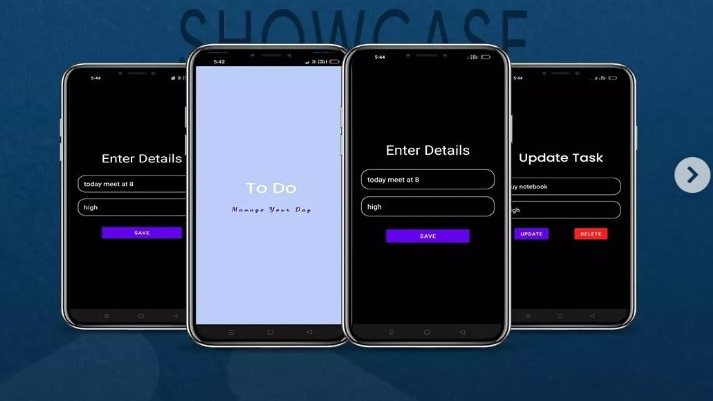 SHOWCASE
5:44
Enter Details
today meet at 8
high
SAVE
5:42
To Do
Manage Your Day
5:44
Enter Details
today meet at 8
high
SAVE
5:44
Update Task
uy notebook
gh
UPDATE
DELETE